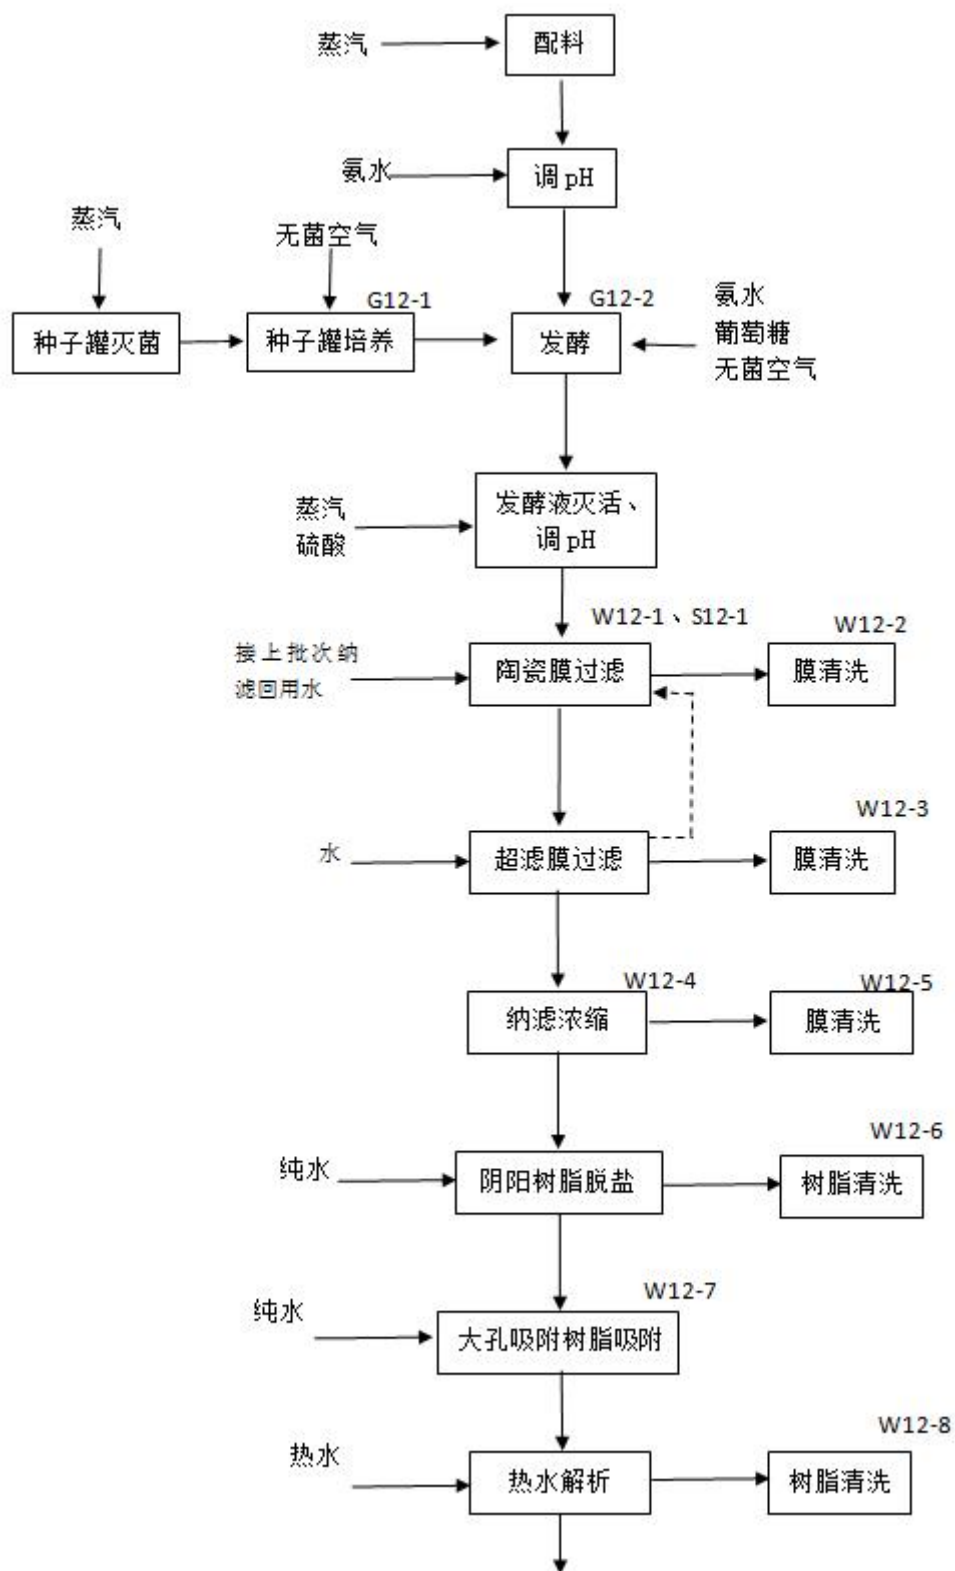 蒸汽
配料
氨水
调pH
蒸汽
无菌空气
G12-1
G12-2
氨水
葡萄糖
无菌空气
种子罐灭菌
种子罐培养
发酵
蒸汽
硫酸
发酵液灭活、
调pH
W12-1、S12-1
W12-2
接上批次纳
滤回用水
陶瓷膜过滤
膜清洗
W12-3
水
超滤膜过滤
膜清洗
W12-4
W12-5
纳滤浓缩
膜清洗
W12-6
纯水
阴阳树脂脱盐
树脂清洗
W12-7
纯水
大孔吸附树脂吸附
W12-8
热水
热水解析
树脂清洗